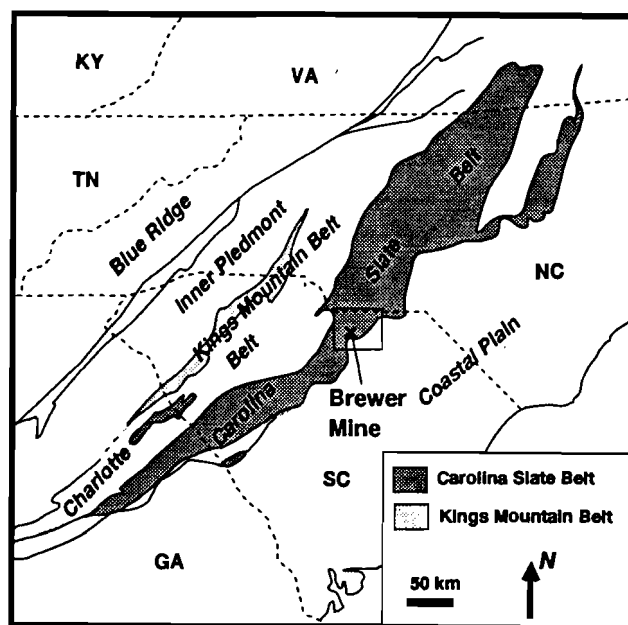 KY
VA
TN
Blue Ridge
Inner Piedmont
Kings Mountain Belt
Belt
Slate
NC
Belt
Carolina
Charlotte
Brewer
Mine
Coastal Plain
SC
GA
Carolina Slate Belt
Kings Mountain Belt
50 km
N